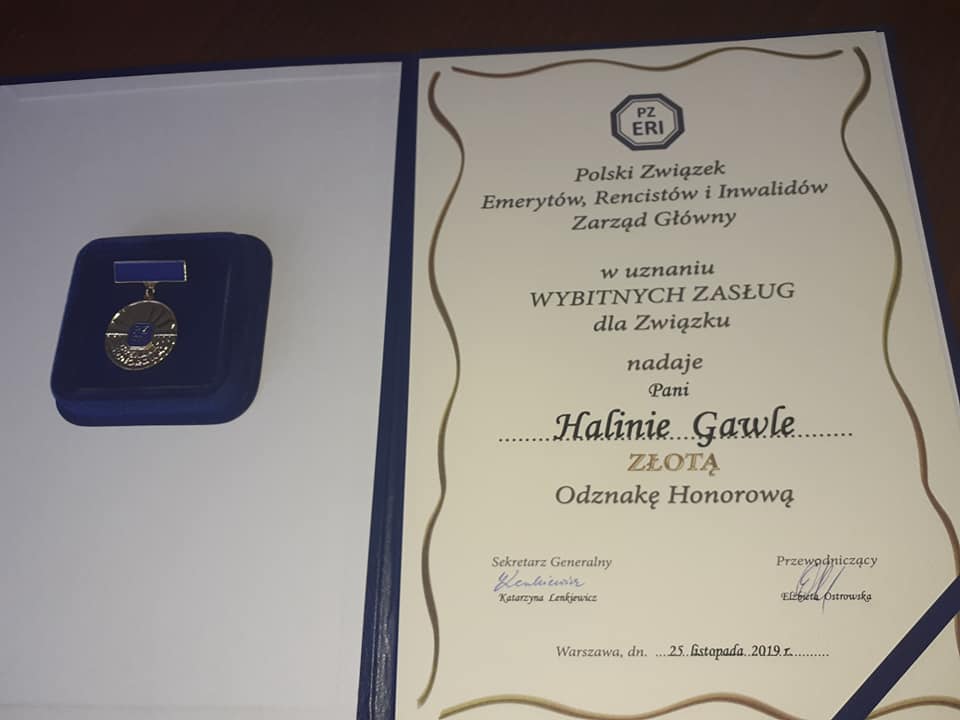 PZ
ERI
Polski Związek
Emerytów, Rencistów i Inwalidów
Zarząd Główny
w uznaniu
WYBITNYCH ZASŁUG
dla Związku
nadaje
Pani
Halinie Gawle
ZŁOTĄ
Odznakę Honorową
Sekretarz Generalny
Katarzyna Lenkiewicz
Przewodniczący
Elżbieta Ostrowska
Warszawa, dn. ...25 listopada 2019 r..........